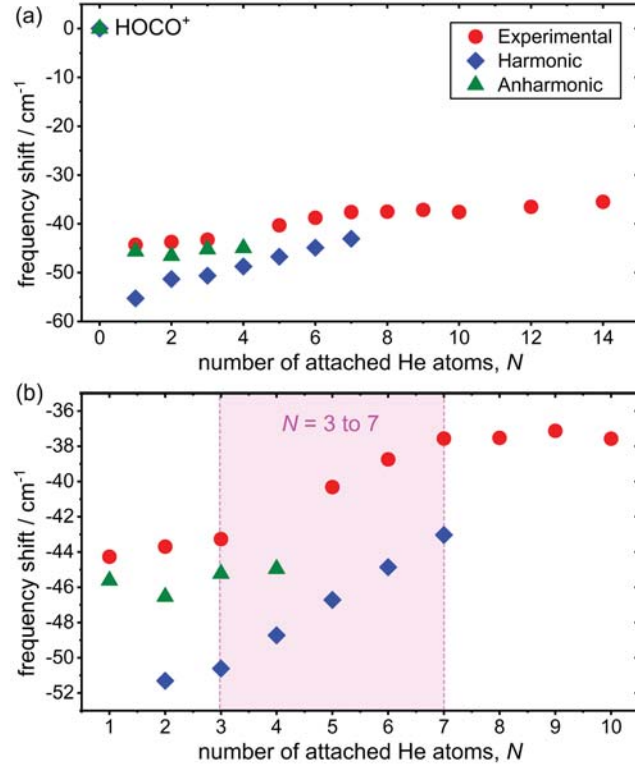 (a)
HOCO⁺
Experimental
Harmonic
Anharmonic
0
-10
-20
-30
-40
-50
-60
frequency shift / cm⁻¹
0 2 4 6 8 10 12 14
number of attached He atoms, N
(b)
N = 3 to 7
-36
-38
-40
-42
-44
-46
-48
-50
-52
frequency shift / cm⁻¹
1 2 3 4 5 6 7 8 9 10
number of attached He atoms, N